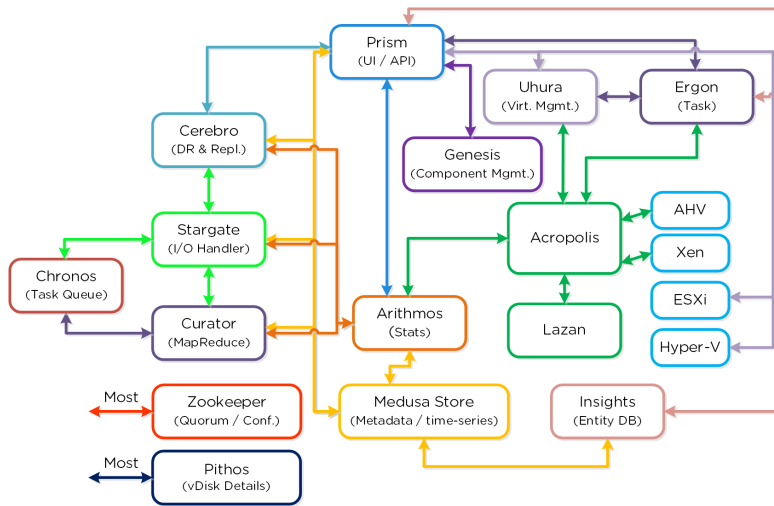 Prism
(UI / API)
Uhura
(Virt. Mgmt.)
Ergon
(Task)
Cerebro
(DR & Repl.)
Genesis
(Component Mgmt.)
Stargate
(I/O Handler)
Acropolis
AHV
Xen
Chronos
(Task Queue)
ESXi
Curator
(MapReduce)
Arithmos
(Stats)
Lazan
Hyper-V
Most
Zookeeper
(Quorum / Conf.)
Medusa Store
(Metadata / time-series)
Insights
(Entity DB)
Most
Pithos
(vDisk Details)